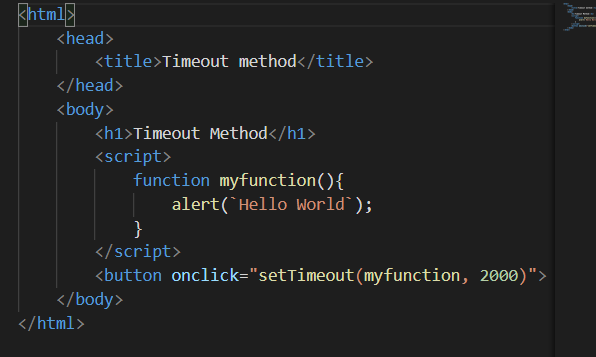 <html>
<head>
<title>Timeout method</title>
</head>
<body>
<h1>Timeout Method</h1>
<script>
function myfunction(){
alert(`Hello World`);
}
</script>
<button onclick="setTimeout(myfunction, 2000)">
</body>
</html>